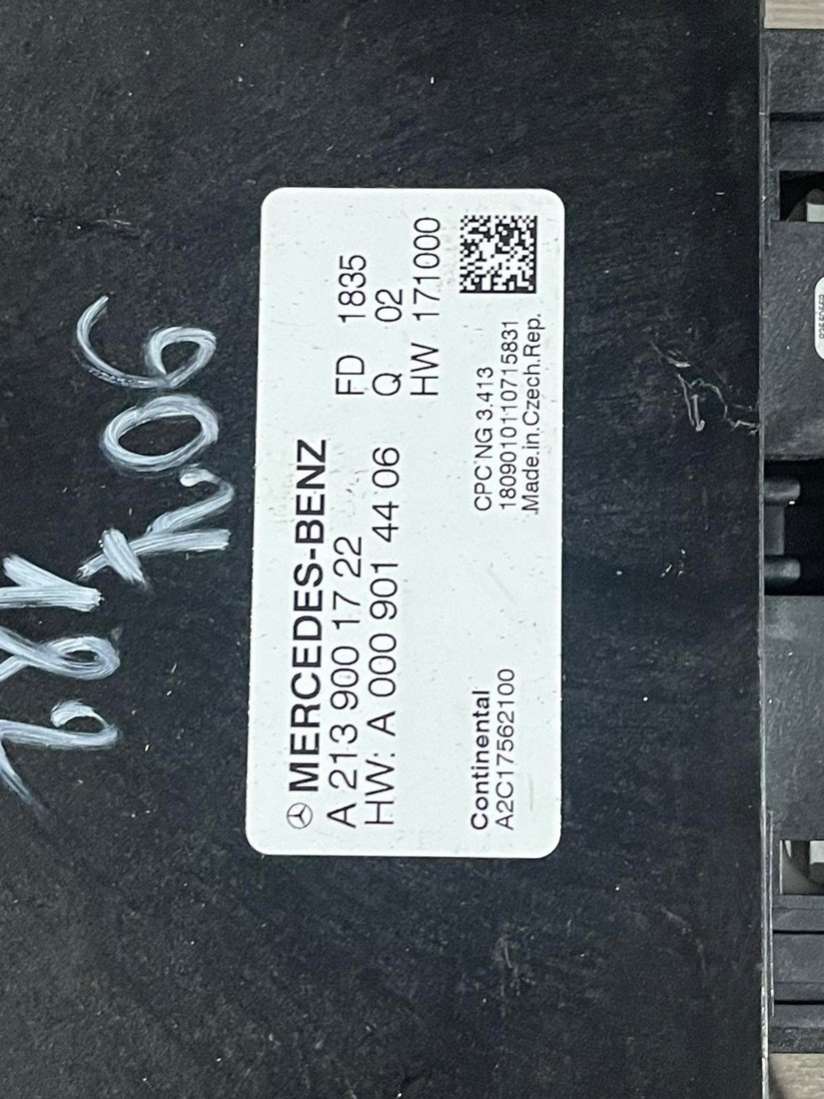 MERCEDES-BENZ
A 213 900 17 22
HW: A 000 901 44 06
FD 1835
Q 02
HW 171000
Continental
A2C17562100
CPC NG 3.413
1809010110715831
Made.in.Czech.Rep.